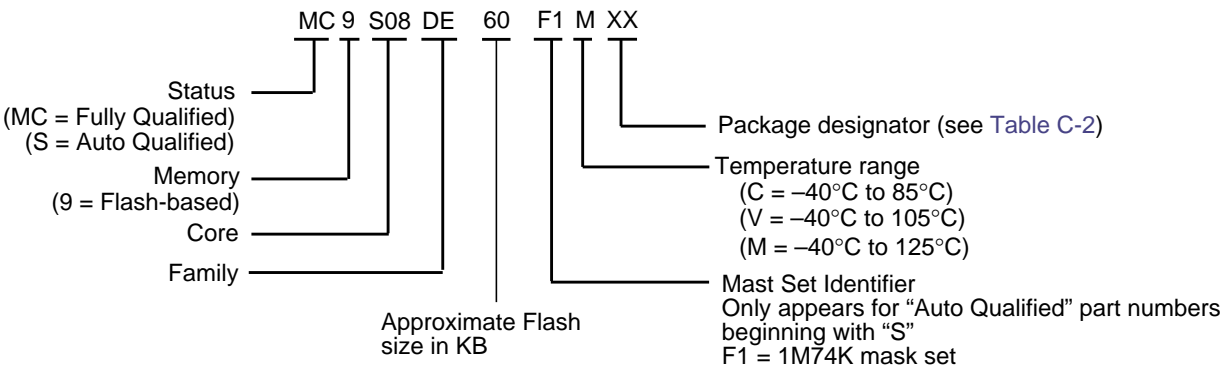 MC 9 S08 DE 60 F1 M XX
Status
(MC = Fully Qualified)
(S = Auto Qualified)
Memory
(9 = Flash-based)
Core
Family
Approximate Flash
size in KB
Package designator (see Table C-2)
Temperature range
(C = –40°C to 85°C)
(V = –40°C to 105°C)
(M = –40°C to 125°C)
Mast Set Identifier
Only appears for “Auto Qualified” part numbers
beginning with “S”
F1 = 1M74K mask set